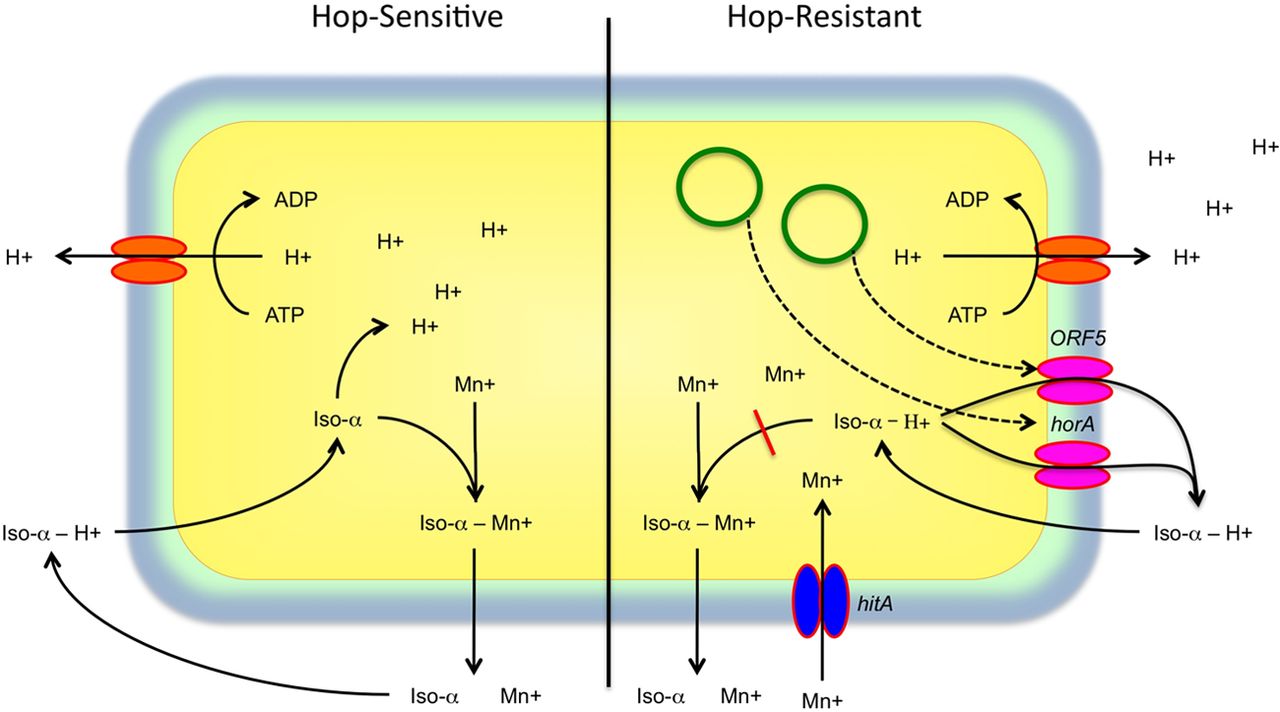 Hop-Sensitive
Hop-Resistant
ADP
H+
H+
ATP
H+
H+
H+
H+
Mn+
Iso-α
Iso-α – H+
Iso-α – Mn+
Iso-α
Mn+
H+
H+
H+
ADP
H+
H+
ATP
ORF5
Mn+
Mn+
Iso-α – H+
horA
Mn+
Iso-α – Mn+
Iso-α – H+
hitA
Iso-α
Mn+
Mn+